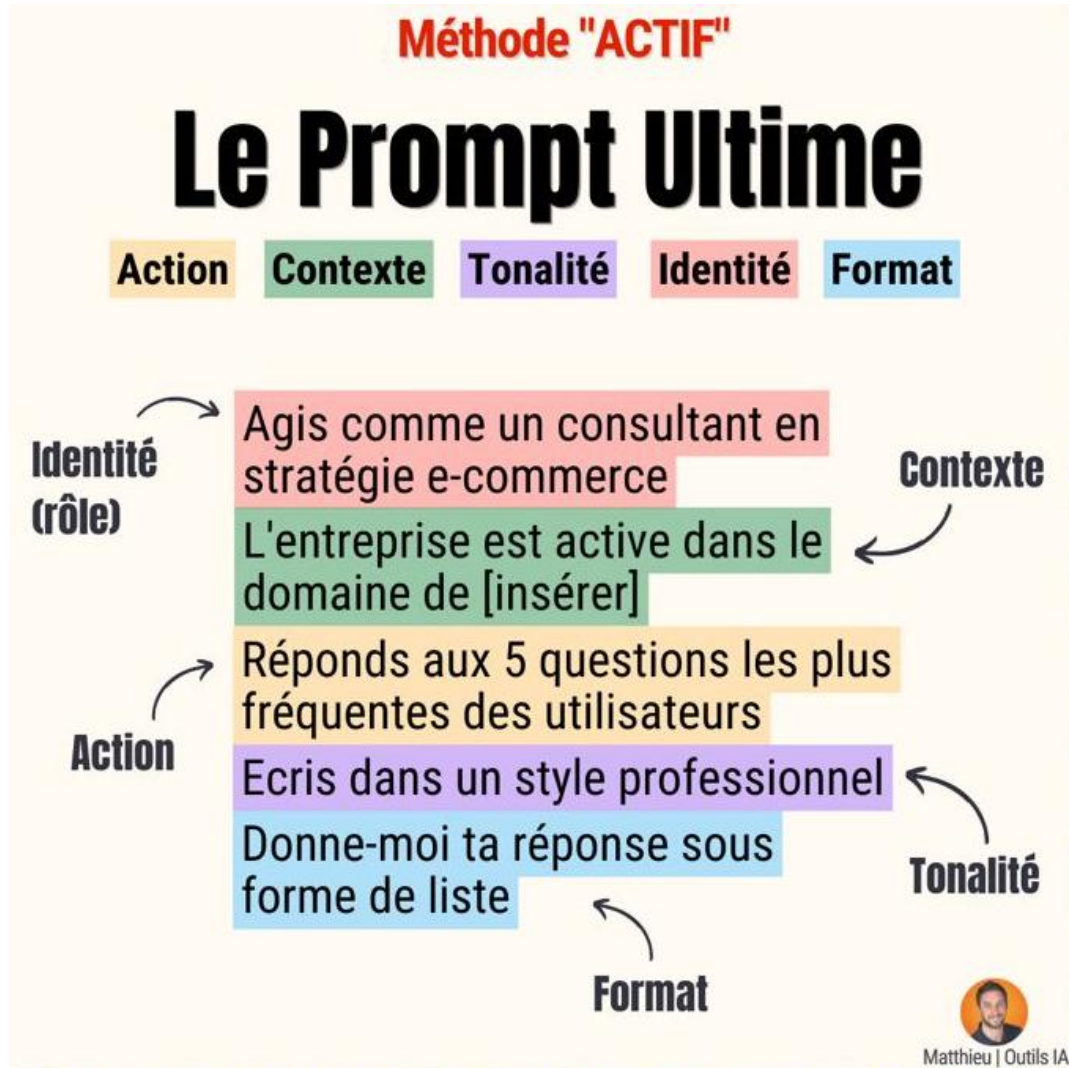 Méthode "ACTIF"
Le Prompt Ultime
Action Contexte Tonalité Identité Format
Identité
(rôle)
Agis comme un consultant en
stratégie e-commerce
Contexte
L'entreprise est active dans le
domaine de [insérer]
Action
Réponds aux 5 questions les plus
fréquentes des utilisateurs
Ecris dans un style professionnel
Tonalité
Donne-moi ta réponse sous
forme de liste
Format
Matthieu | Outils IA